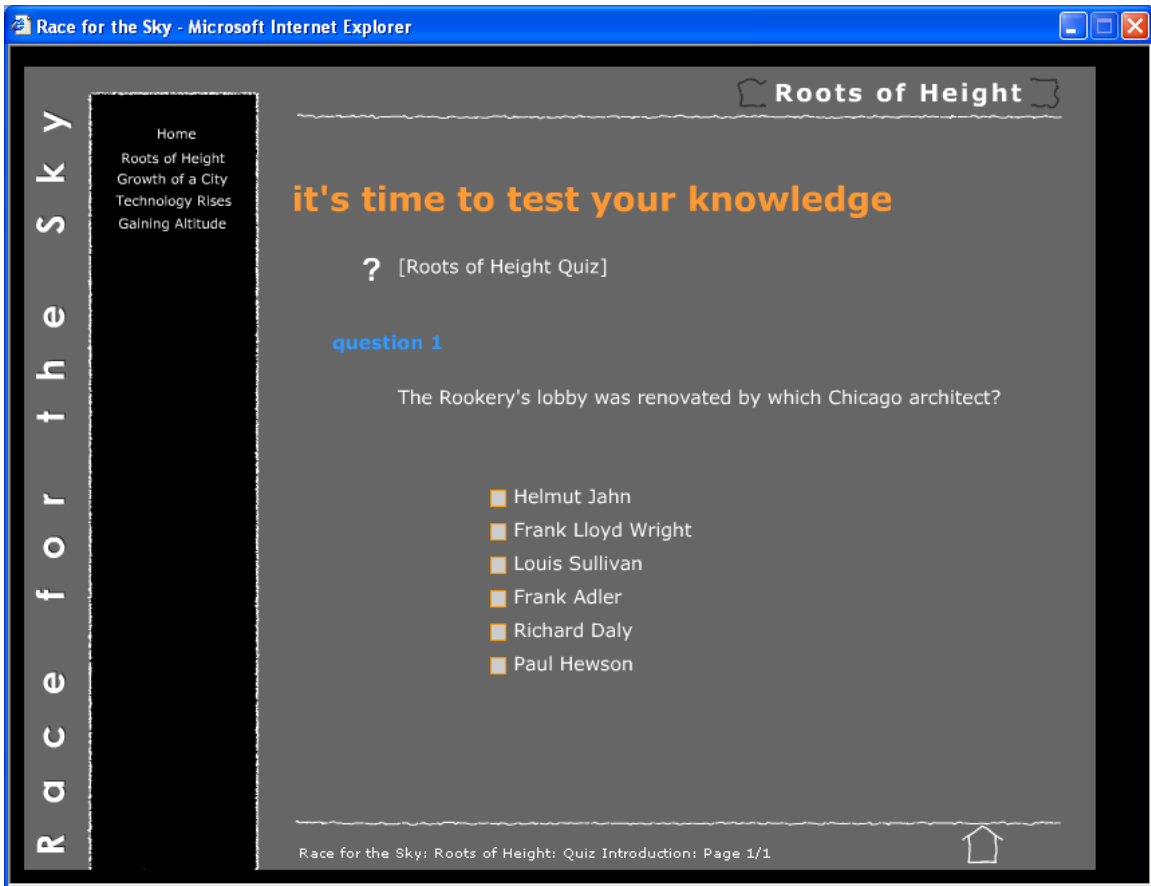 Race for the Sky - Microsoft Internet Explorer
Roots of Height
Race for the Sky
Home
Roots of Height
Growth of a City
Technology Rises
Gaining Altitude
it's time to test your knowledge
? [Roots of Height Quiz]
question 1
The Rookery's lobby was renovated by which Chicago architect?
Helmut Jahn
Frank Lloyd Wright
Louis Sullivan
Frank Adler
Richard Daly
Paul Hewson
Race for the Sky: Roots of Height: Quiz Introduction: Page 1/1